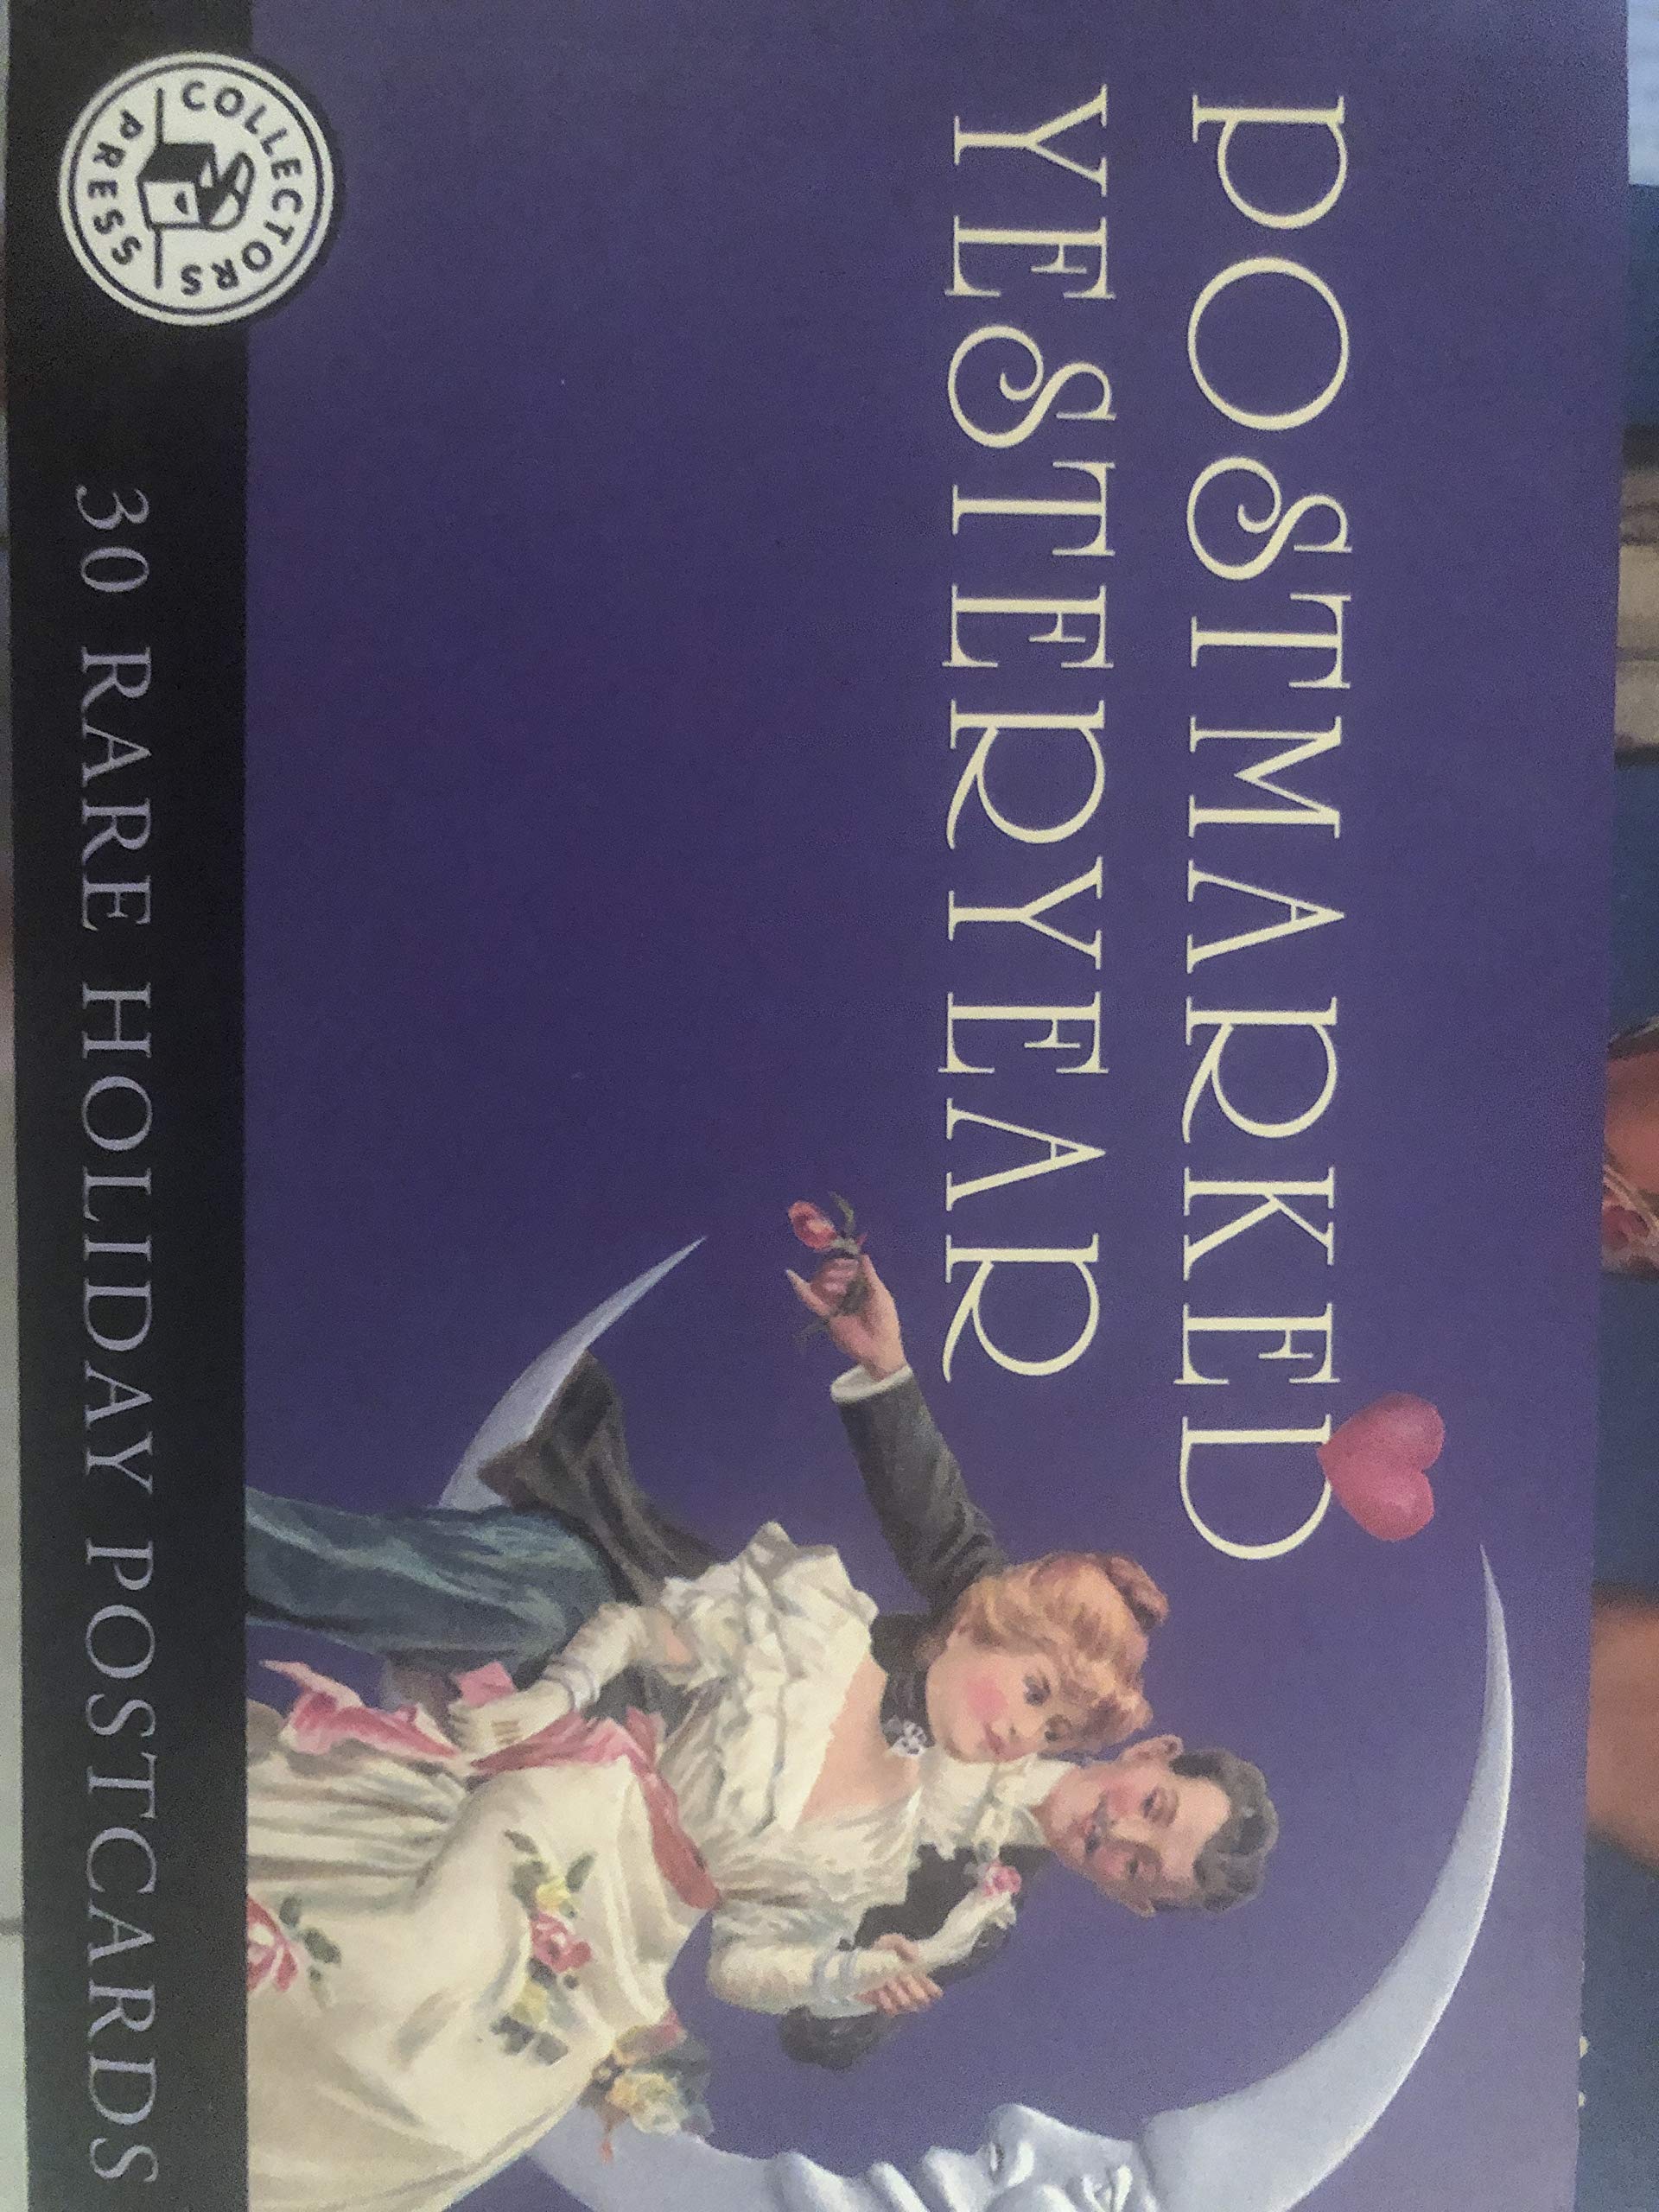 POSTMARKED
YESTERYEAR
COLLECTORS
PRESS
30 RARE HOLIDAY POSTCARDS